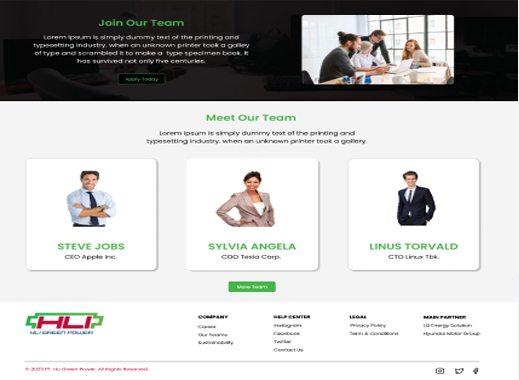 Join Our Team
Lorem Ipsum is simply dummy text of the printing and
typesetting industry. when an unknown printer took a galley
of type and scrambled it to make a type specimen book. It
has survived not only five centuries.
Apply Today
Meet Our Team
Lorem Ipsum is simply dummy text of the printing and
typesetting industry. when an unknown printer took a galley.
STEVE JOBS
CEO Apple Inc.
SYLVIA ANGELA
COO Tesla Corp.
LINUS TORVALD
CTO Linux Tbk.
More Team
HLI
HLI GREEN POWER
COMPANY
Career
Our Teams
Sustainability
HELP CENTER
Instagram
Facebook
Twitter
Contact Us
LEGAL
Privacy Policy
Term & Conditions
MAIN PARTNER
LG Energy Solution
Hyundai Motor Group
© 2023 PT. HLI Green Power. All Rights Reserved.